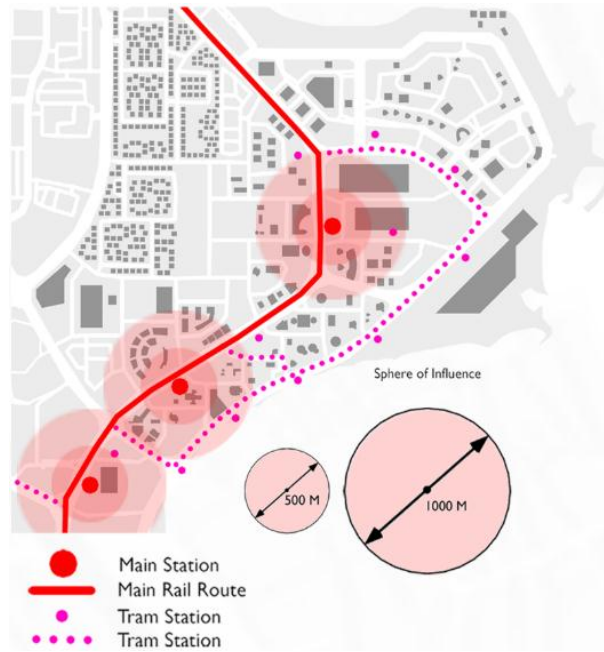 Sphere of Influence
500 M
1000 M
Main Station
Main Rail Route
Tram Station
Tram Station